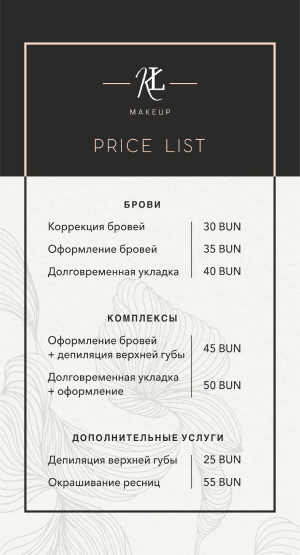 KL
MAKEUP
PRICE LIST
БРОВИ
Коррекция бровей 30 BUN
Оформление бровей 35 BUN
Долговременная укладка 40 BUN
КОМПЛЕКСЫ
Оформление бровей
+ депиляция верхней губы 45 BUN
Долговременная укладка
+ оформление 50 BUN
ДОПОЛНИТЕЛЬНЫЕ УСЛУГИ
Депиляция верхней губы 25 BUN
Окрашивание ресниц 55 BUN